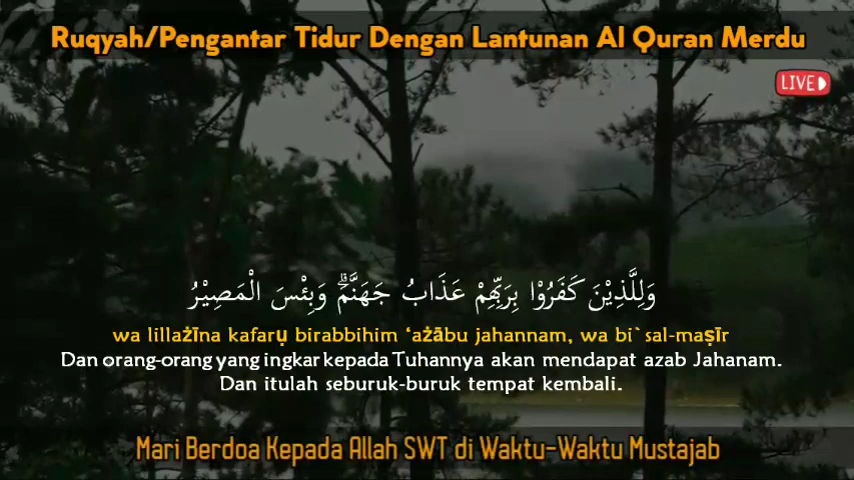 Ruqyah/Pengantar Tidur Dengan Lantunan Al Quran Merdu
LIVE
وَلِلَّذِيْنَ كَفَرُوْا بِرَبِّهِمْ عَذَابُ جَهَنَّمَۗ وَبِئْسَ الْمَصِيْرُ
wa lillażīna kafarụ birabbihim ‘ażābu jahannam, wa bi`sal-maṣīr
Dan orang-orang yang ingkar kepada Tuhannya akan mendapat azab Jahanam.
Dan itulah seburuk-buruk tempat kembali.
Mari Berdoa Kepada Allah SWT di Waktu-Waktu Mustajab